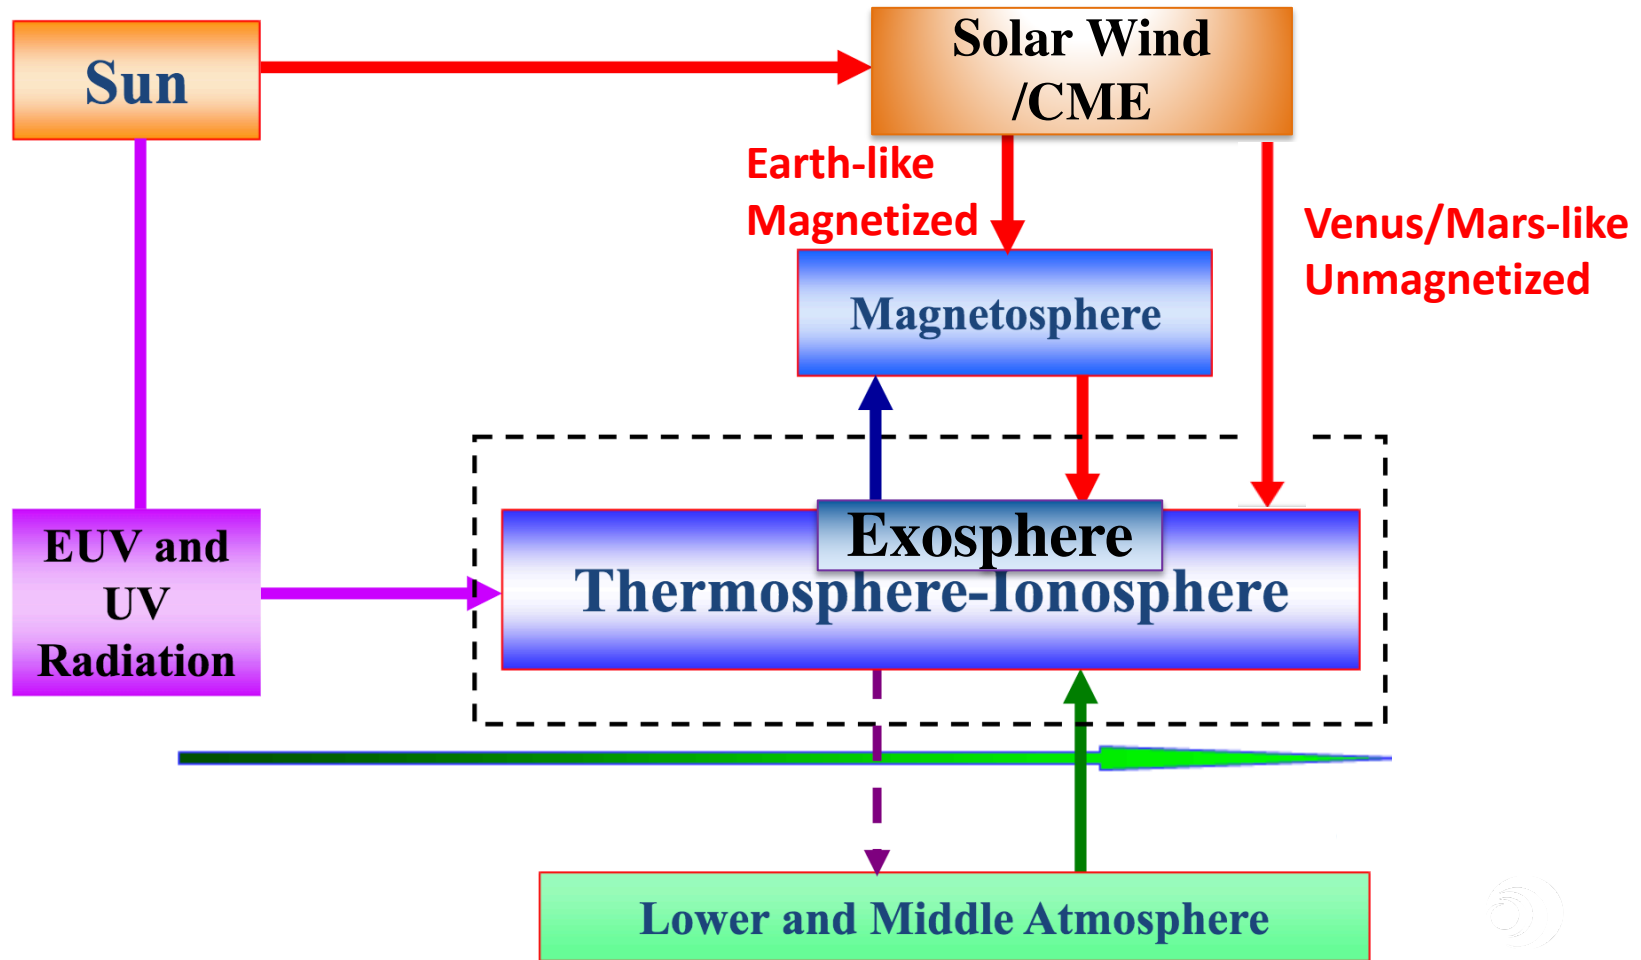 Sun
Solar Wind
/CME
Earth-like
Magnetized
Venus/Mars-like
Unmagnetized
Magnetosphere
EUV and
UV
Radiation
Exosphere
Thermosphere-Ionosphere
Lower and Middle Atmosphere